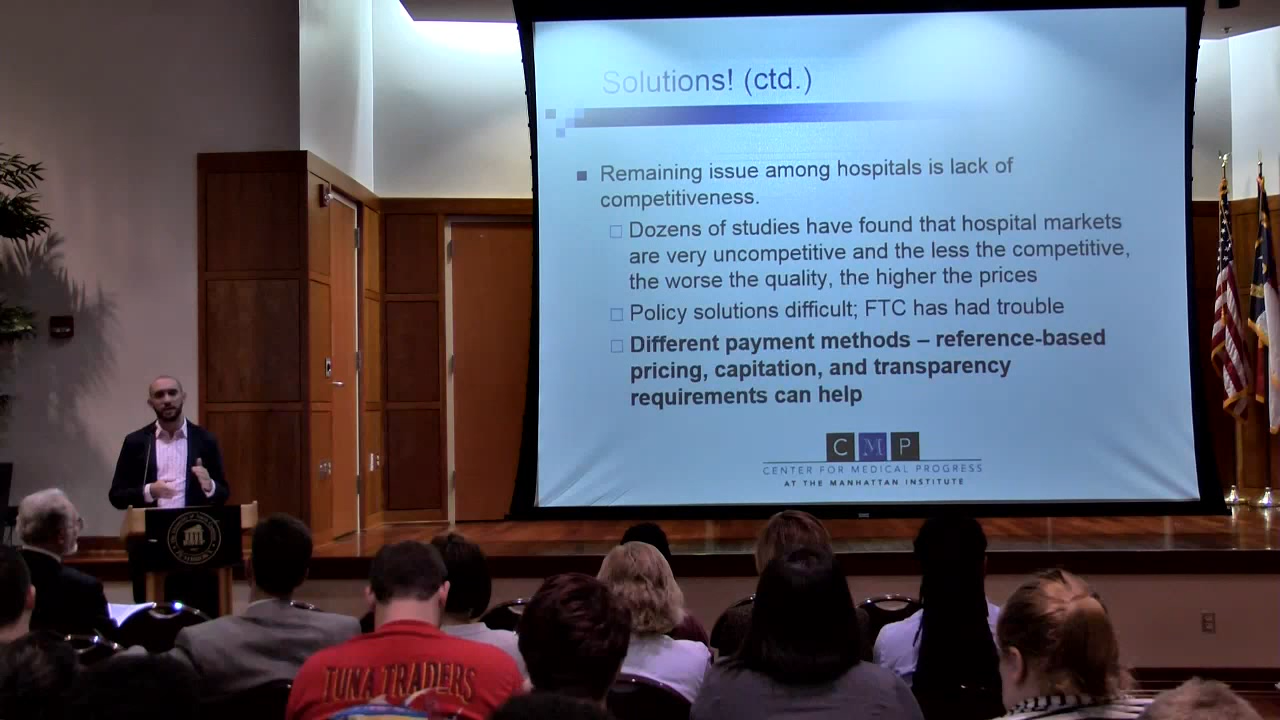 Solutions! (ctd.)
Remaining issue among hospitals is lack of
competitiveness.
Dozens of studies have found that hospital markets
are very uncompetitive and the less the competitive,
the worse the quality, the higher the prices
Policy solutions difficult; FTC has had trouble
Different payment methods – reference-based
pricing, capitation, and transparency
requirements can help
C M P
CENTER FOR MEDICAL PROGRESS
AT THE MANHATTAN INSTITUTE
TUNA TRADERS